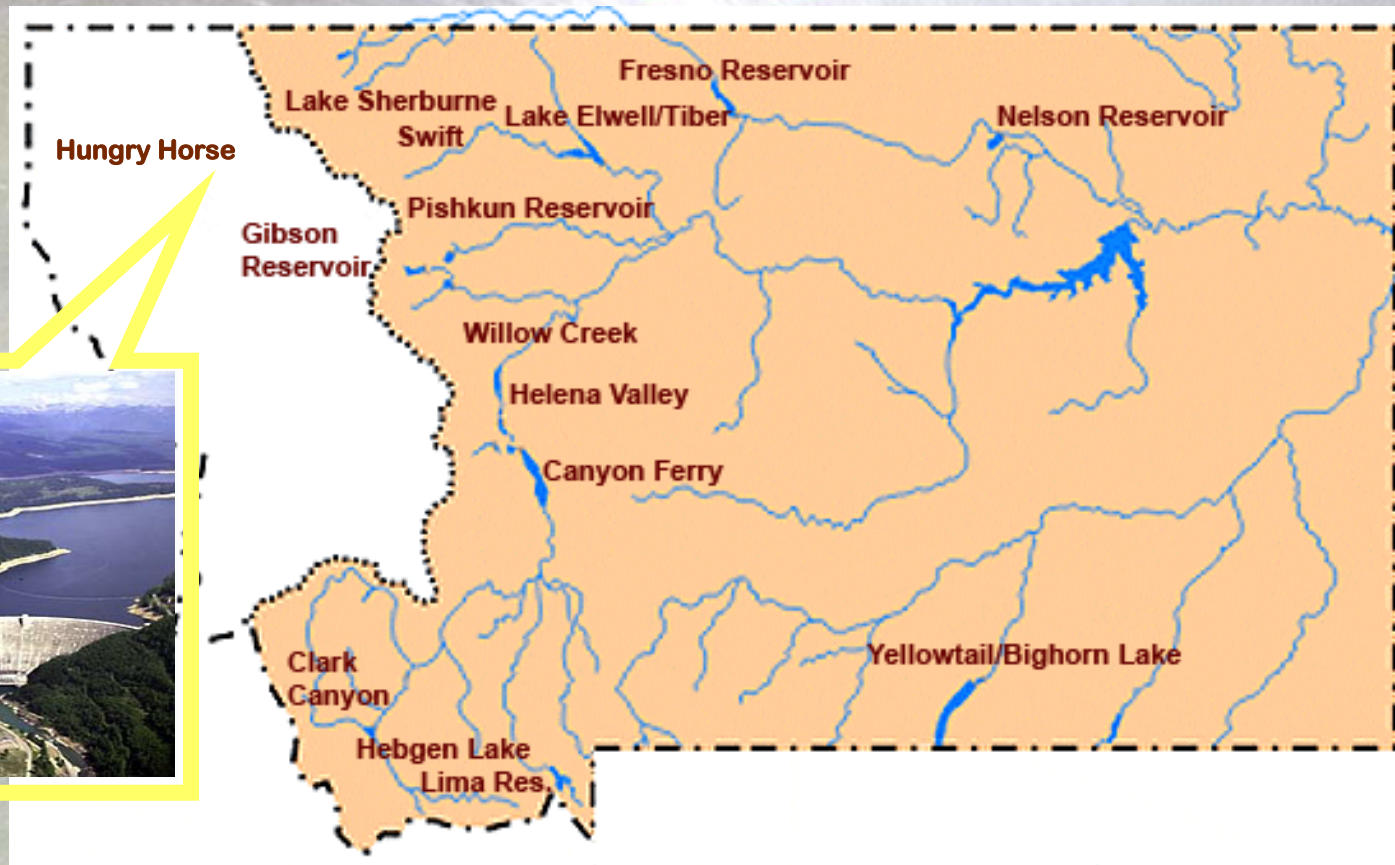 Fresno Reservoir
Lake Sherburne
Swift
Lake Elwell/Tiber
Nelson Reservoir
Hungry Horse
Pishkun Reservoir
Gibson
Reservoir
Willow Creek
Helena Valley
Canyon Ferry
Clark
Canyon
Yellowtail/Bighorn Lake
Hebgen Lake
Lima Res.